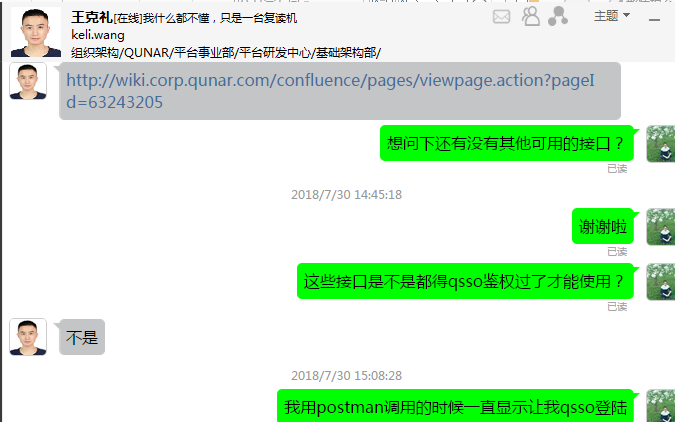 王克礼[在线]我什么都不懂，只是一台复读机
keli.wang
主题
组织架构/QUNAR/平台事业部/平台研发中心/基础架构部/
http://wiki.corp.qunar.com/confluence/pages/viewpage.action?pageI
d=63243205
想问下还有没有其他可用的接口？
已读
2018/7/30 14:45:18
谢谢啦
已读
这些接口是不是都得qsso鉴权过了才能使用？
已读
不是
2018/7/30 15:08:28
我用postman调用的时候一直显示让我qsso登陆